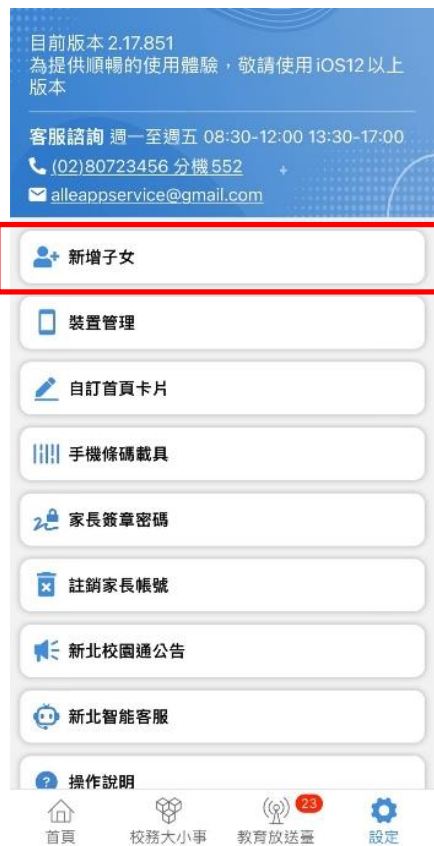 目前版本 2.17.851
為提供順暢的使用體驗，敬請使用 iOS12 以上
版本
客服諮詢 週一至週五 08:30-12:00 13:30-17:00
(02)80723456 分機 552
alleappservice@gmail.com
新增子女
裝置管理
自訂首頁卡片
手機條碼載具
家長簽章密碼
註銷家長帳號
新北校園通公告
新北智能客服
操作說明
23
首頁 校務大小事 教育放送臺 設定